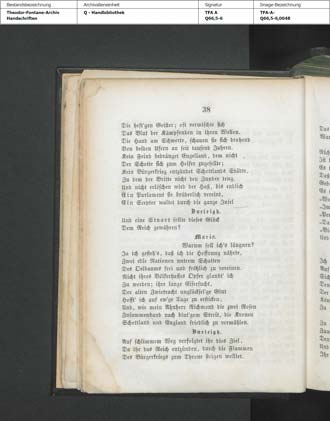 Bestandsbezeichnung
Theodor-Fontane-Archiv
Handschriften
Archivalieneinheit
Q - Handbibliothek
Signatur
TFA A
Q66,5-6
Image-Bezeichnung
TFA-A-
Q66,5-6,0048
38
Die heft'gen Geister; oft vermischte sich
Das Blut der Kämpfenden in ihren Wellen.
Die Hand am Schwerte, schauen sie sich drohend
Von beiden Ufern an seit tausend Jahren.
Kein Feind bedränget Engelland, dem nicht
Der Schotte sich zum Helfer zugesellte;
Kein Bürgerkrieg entzündet Schottlands Städte,
Zu dem der Britte nicht den Zunder trug.
Und nicht erlöschen wird der Haß, bis endlich
Ein Parlament sie brüderlich vereint,
Ein Scepter waltet durch die ganze Insel
Burleigh.
Und eine Stuart sollte dieses Glück
Dem Reich gewähren?
Maria.
Warum soll ich's läugnen?
Ja ich gesteh's, daß ich die Hoffnung nährte,
Zwei edle Nationen unterm Schatten
Des Oelbaums frei und fröhlich zu vereinen.
Nicht ihres Völkerhasses Opfer glaubt' ich
Zu werden; ihre lange Eifersucht,
Der alten Zwietracht unglücksel'ge Glut
Hofft' ich auf ew'ge Tage zu ersticken;
Und, wie mein Ahnherr Richmond die zwei Rosen
Zusammenband nach blut'gem Streit, die Kronen
Schottland und England friedlich zu vermählen.
Burleigh.
Auf schlimmem Weg verfolgtet ihr dies Ziel,
Da ihr das Reich entzünden, durch die Flammen
Des Bürgerkriegs zum Throne steigen wolltet.